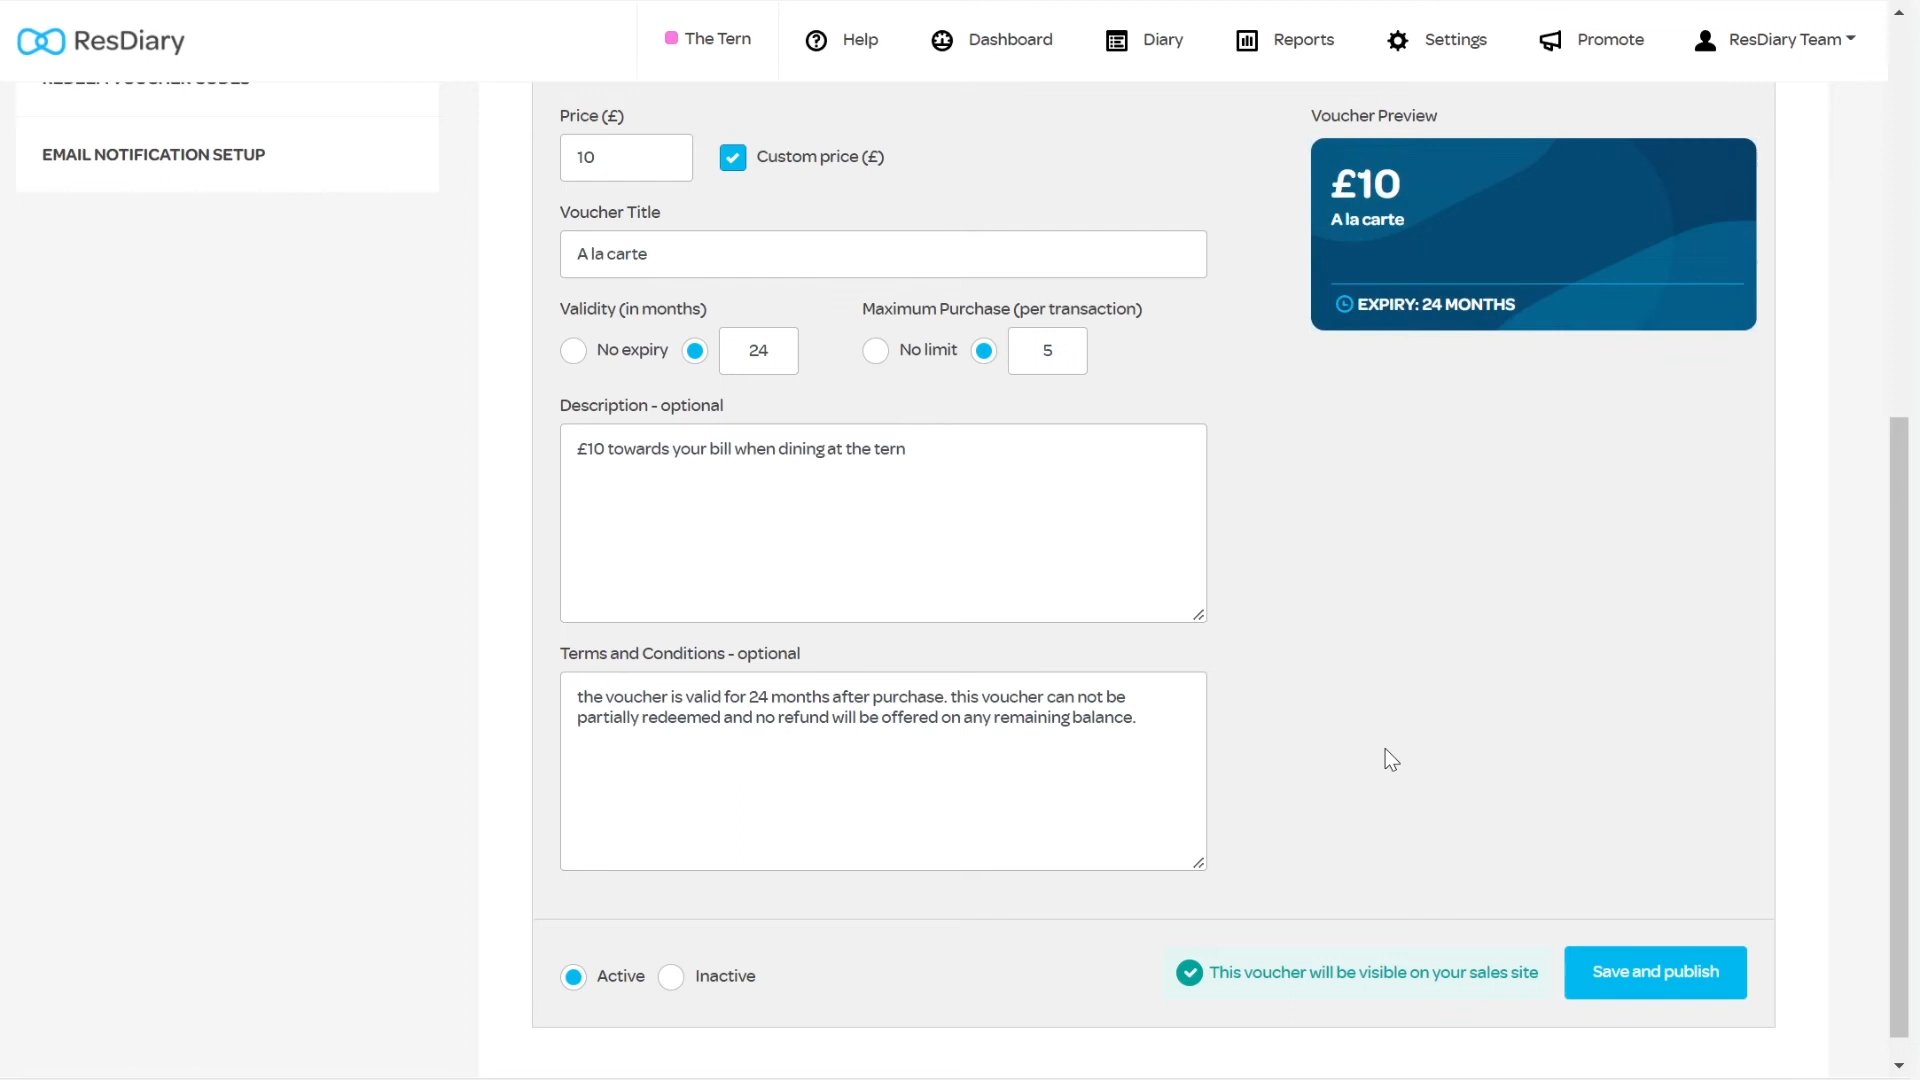 ResDiary
The Tern
Help
Dashboard
Diary
Reports
Settings
Promote
ResDiary Team
REDEEM VOUCHER CODES
EMAIL NOTIFICATION SETUP
Price (£)
10
Custom price (£)
Voucher Title
A la carte
Validity (in months)
Maximum Purchase (per transaction)
No expiry
24
No limit
5
Description - optional
£10 towards your bill when dining at the tern
Terms and Conditions - optional
the voucher is valid for 24 months after purchase. this voucher can not be
partially redeemed and no refund will be offered on any remaining balance.
Voucher Preview
£10
A la carte
EXPIRY: 24 MONTHS
Active
Inactive
This voucher will be visible on your sales site
Save and publish